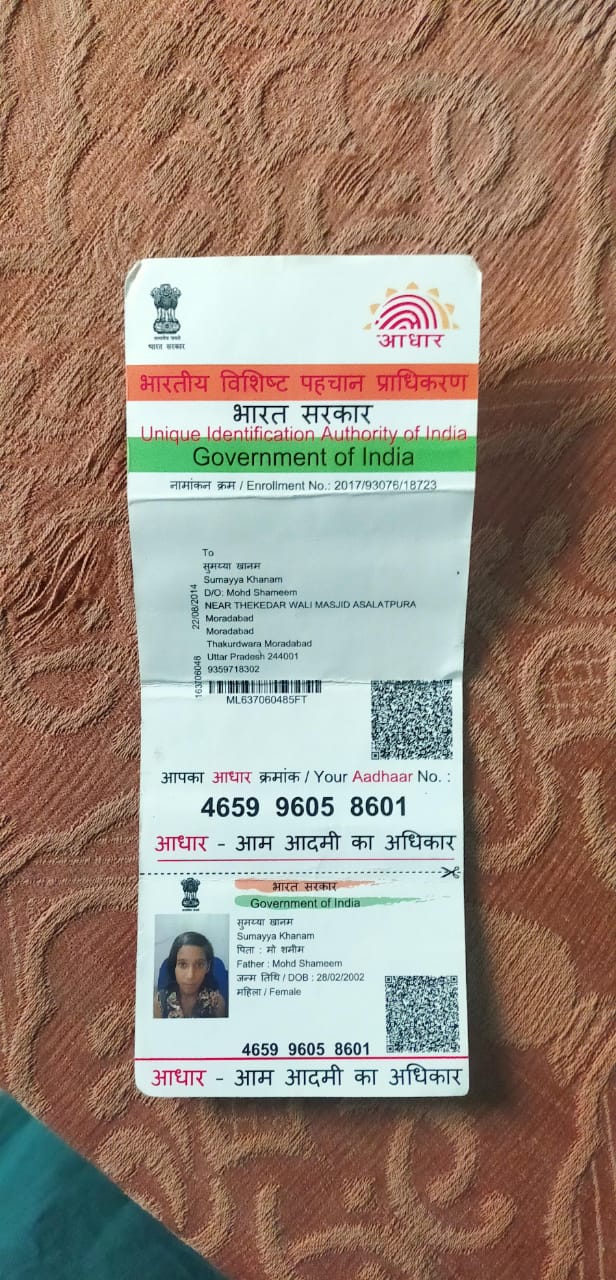 सत्यमेव जयते
भारत सरकार
आधार
भारतीय विशिष्ट पहचान प्राधिकरण
भारत सरकार
Unique Identification Authority of India
Government of India
नामांकन क्रम / Enrollment No.: 2017/93076/18723
To
सुमय्या खानम
Sumayya Khanam
D/O: Mohd Shameem
NEAR THEKEDAR WALI MASJID ASALATPURA
Moradabad
Moradabad
Thakurdwara Moradabad
Uttar Pradesh 244001
9359718302
22/08/2014
ML637060485FT
आपका आधार क्रमांक / Your Aadhaar No. :
4659 9605 8601
आधार - आम आदमी का अधिकार
भारत सरकार
Government of India
सुमय्या खानम
Sumayya Khanam
पिता : मो शमीम
Father : Mohd Shameem
जन्म तिथि / DOB : 28/02/2002
महिला / Female
4659 9605 8601
आधार - आम आदमी का अधिकार